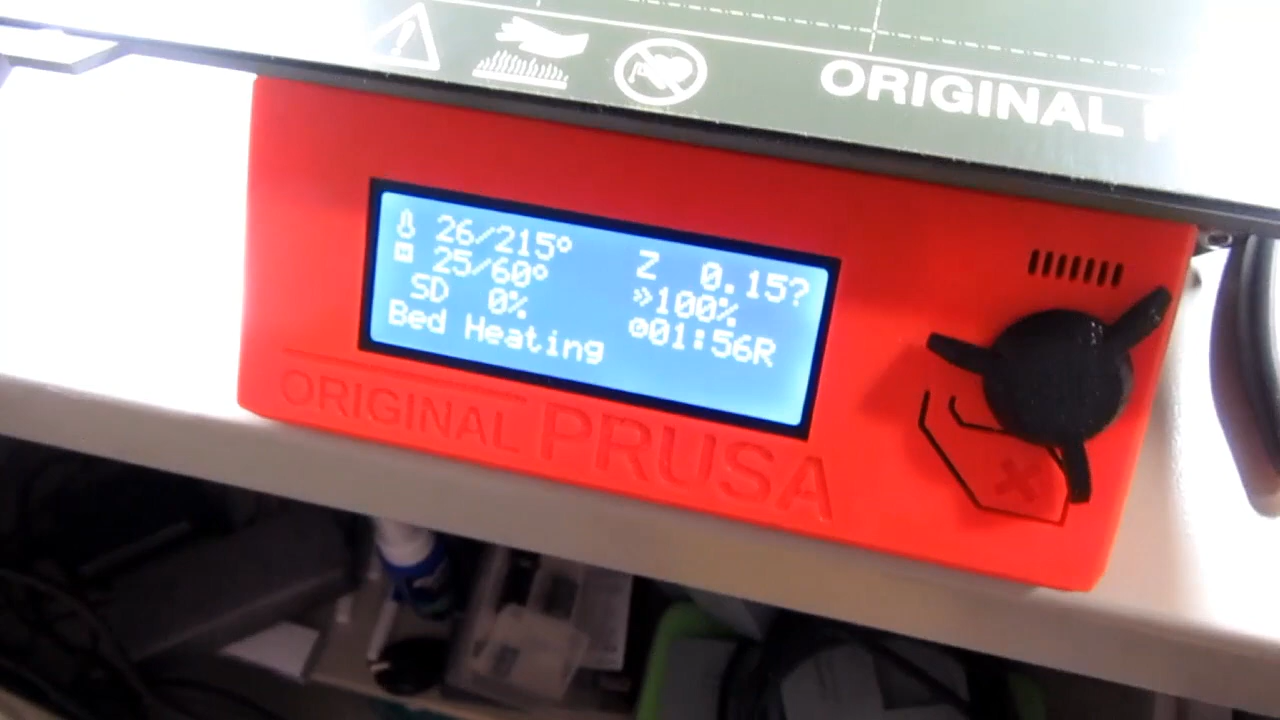 ORIGINAL
26/215° Z 0.15?
25/60° 100%
SD 0% 01:56R
Bed Heating
ORIGINAL PRUSA